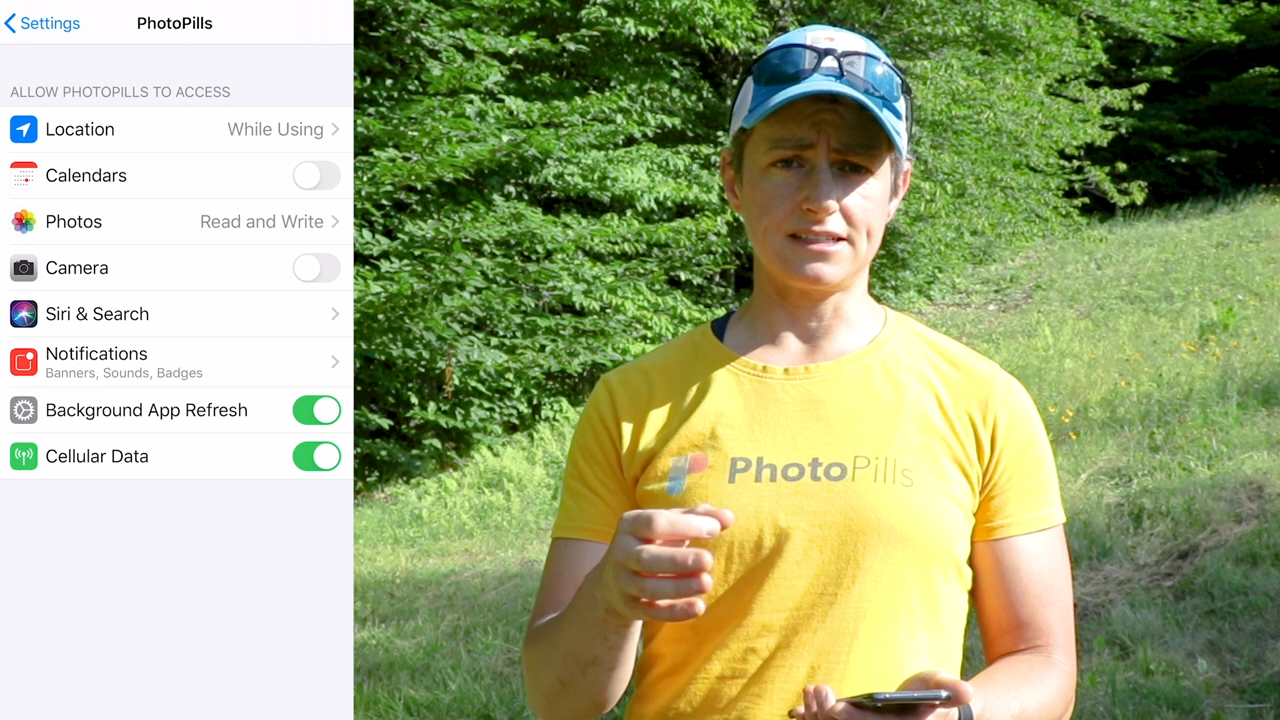 Settings
PhotoPills
ALLOW PHOTOPILLS TO ACCESS
Location While Using
Calendars
Photos Read and Write
Camera
Siri & Search
Notifications
Banners, Sounds, Badges
Background App Refresh
Cellular Data
PhotoPills